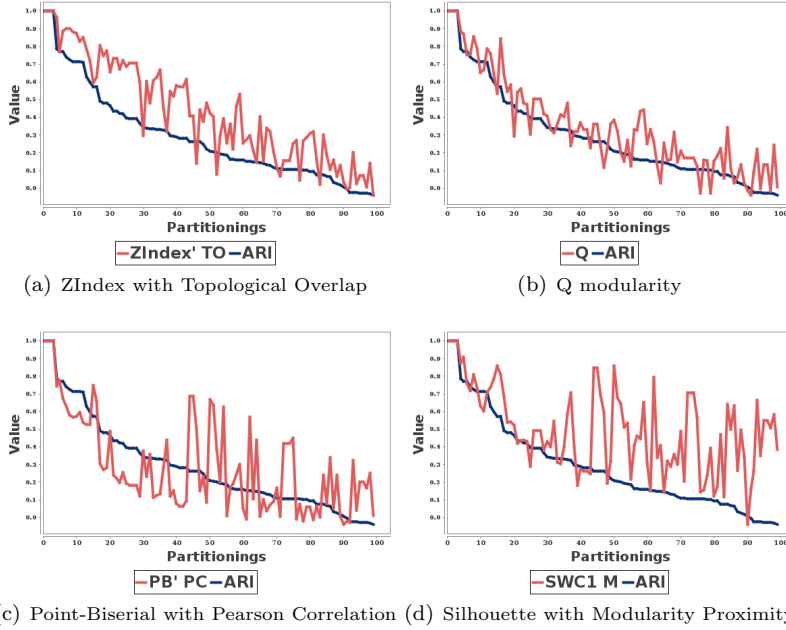 1.0
0.9
0.8
0.7
0.6
0.5
0.4
0.3
0.2
0.1
0.0
Value
0 10 20 30 40 50 60 70 80 90 100
Partitionings
ZIndex' TO ARI
(a) ZIndex with Topological Overlap
1.0
0.9
0.8
0.7
0.6
0.5
0.4
0.3
0.2
0.1
0.0
Value
0 10 20 30 40 50 60 70 80 90 100
Partitionings
Q ARI
(b) Q modularity
1.0
0.9
0.8
0.7
0.6
0.5
0.4
0.3
0.2
0.1
0.0
Value
0 10 20 30 40 50 60 70 80 90 100
Partitionings
PB' PC ARI
(c) Point-Biserial with Pearson Correlation
1.0
0.9
0.8
0.7
0.6
0.5
0.4
0.3
0.2
0.1
0.0
Value
0 10 20 30 40 50 60 70 80 90 100
Partitionings
SWC1 M ARI
(d) Silhouette with Modularity Proximity